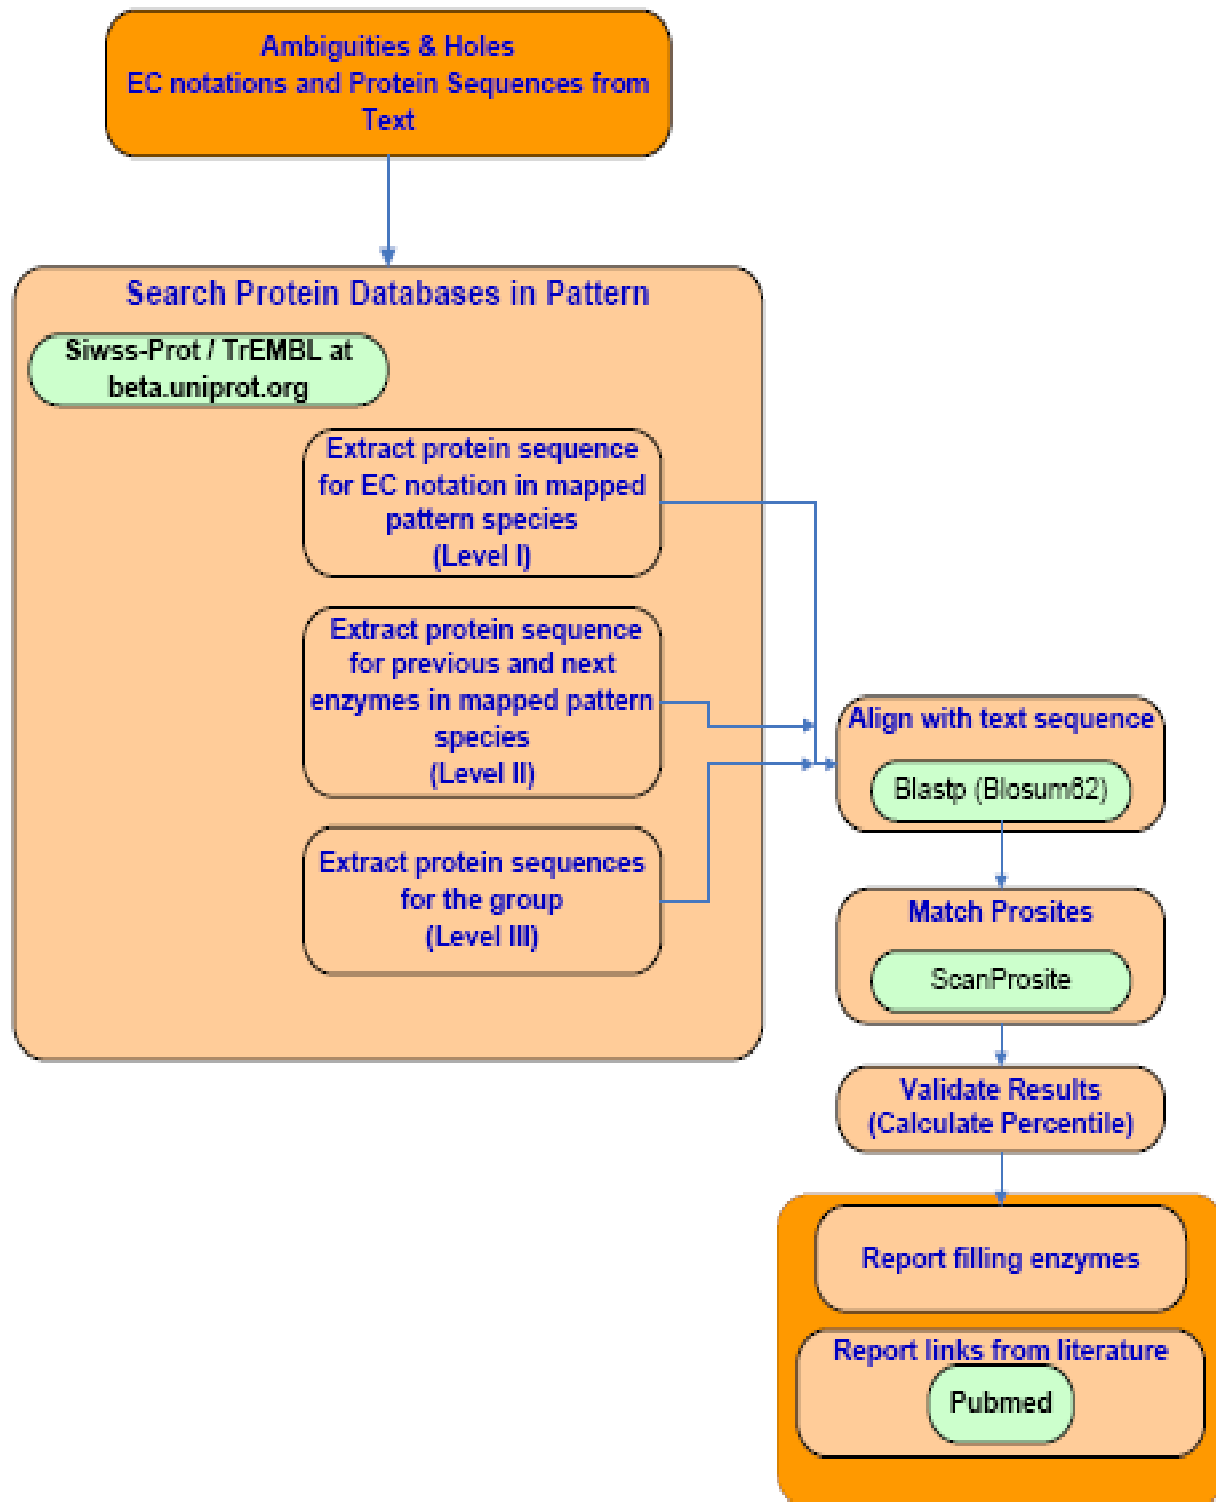 Ambiguities & Holes
EC notations and Protein Sequences from
Text
Search Protein Databases in Pattern
Siwss-Prot / TrEMBL at
beta.uniprot.org
Extract protein sequence
for EC notation in mapped
pattern species
(Level I)
Extract protein sequence
for previous and next
enzymes in mapped pattern
species
(Level II)
Extract protein sequences
for the group
(Level III)
Align with text sequence
Blastp (Blosum62)
Match Prosites
ScanProsite
Validate Results
(Calculate Percentile)
Report filling enzymes
Report links from literature
Pubmed